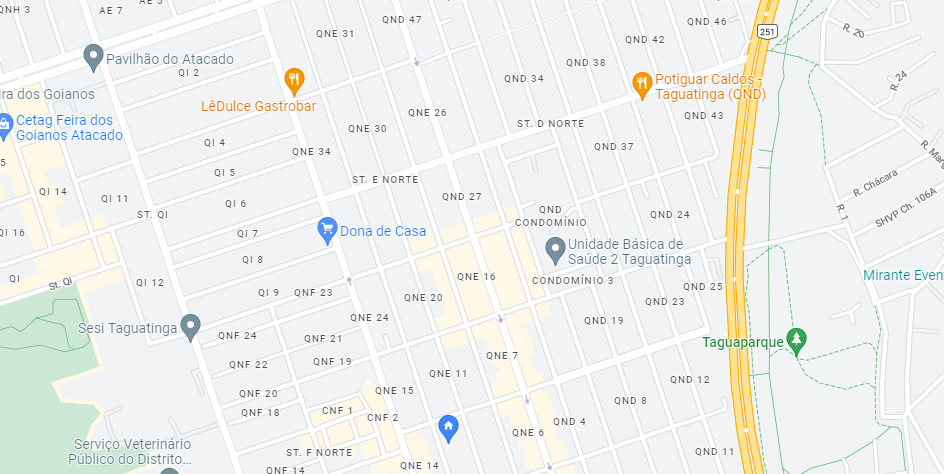 QNH 3
AE 7
AE 5
QND 47
QND 46
QNE 31
QND 42
251
R. 20
Pavilhão do Atacado
QI 2
QND 38
QND 34
R. 24
LêDulce Gastrobar
Potiguar Caldos -
Taguatinga (QND)
ira dos Goianos
QNE 26
QND 43
Cetag Feira dos
Goianos Atacado
QNE 30
ST. D NORTE
QI 4
QNE 34
QND 37
R. Marg
5
QI 5
ST. E NORTE
R. Chácara
QI 14
QI 11
QND 27
SHVP Ch. 106A
QI 6
ST. QI
QND
CONDOMÍNIO
QND 24
R. 1
QI 16
QI 7
Dona de Casa
Unidade Básica de
Saúde 2 Taguatinga
QI 8
QI
St. QI
QI 12
QNE 16
CONDOMÍNIO 3
QND 25
Mirante Even
QI 9
QNF 23
QNE 20
QND 23
Sesi Taguatinga
QNE 24
QND 19
QNF 24
QNF 21
Taguaparque
QNF 22
QNF 19
QNE 7
QNE 11
QND 12
QNF 20
QNE 15
QND 8
QNF 18
CNF 1
CNF 2
QND 4
QNE 6
Serviço Veterinário
Público do Distrito...
ST. F NORTE
QND 11
QNF 14
QNE 14